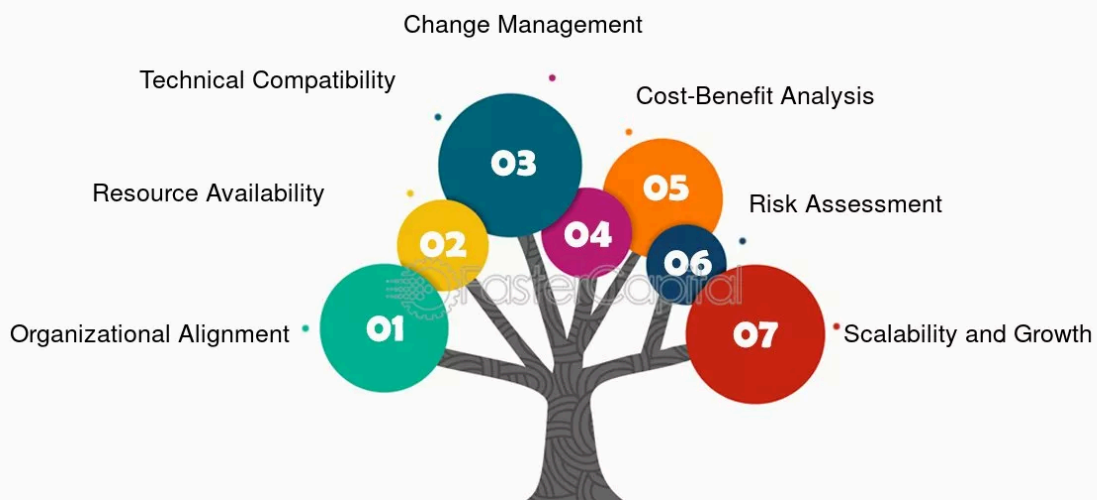 Change Management
Technical Compatibility
Cost-Benefit Analysis
03
05
Resource Availability
Risk Assessment
02
04
06
FasterCapital
Organizational Alignment
01
07
Scalability and Growth